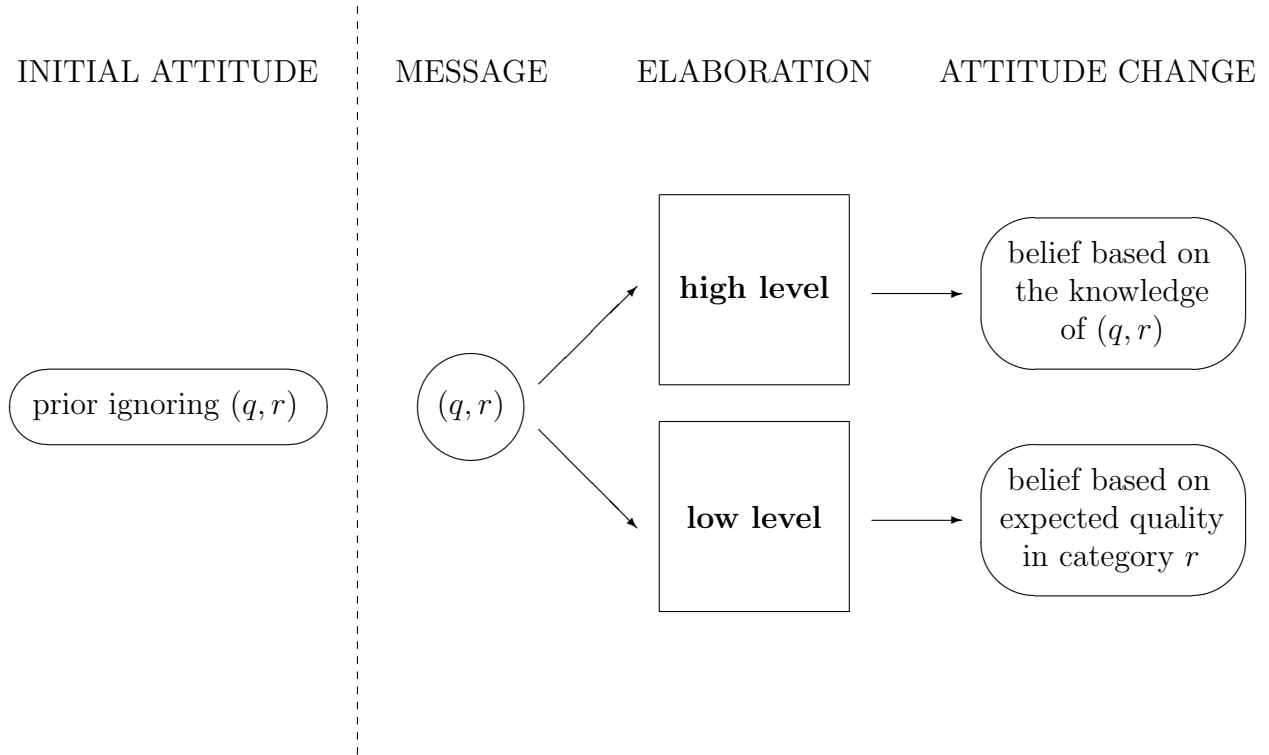 INITIAL ATTITUDE
MESSAGE
ELABORATION
ATTITUDE CHANGE
prior ignoring (q, r)
(q, r)
high level
belief based on
the knowledge
of (q, r)
low level
belief based on
expected quality
in category r